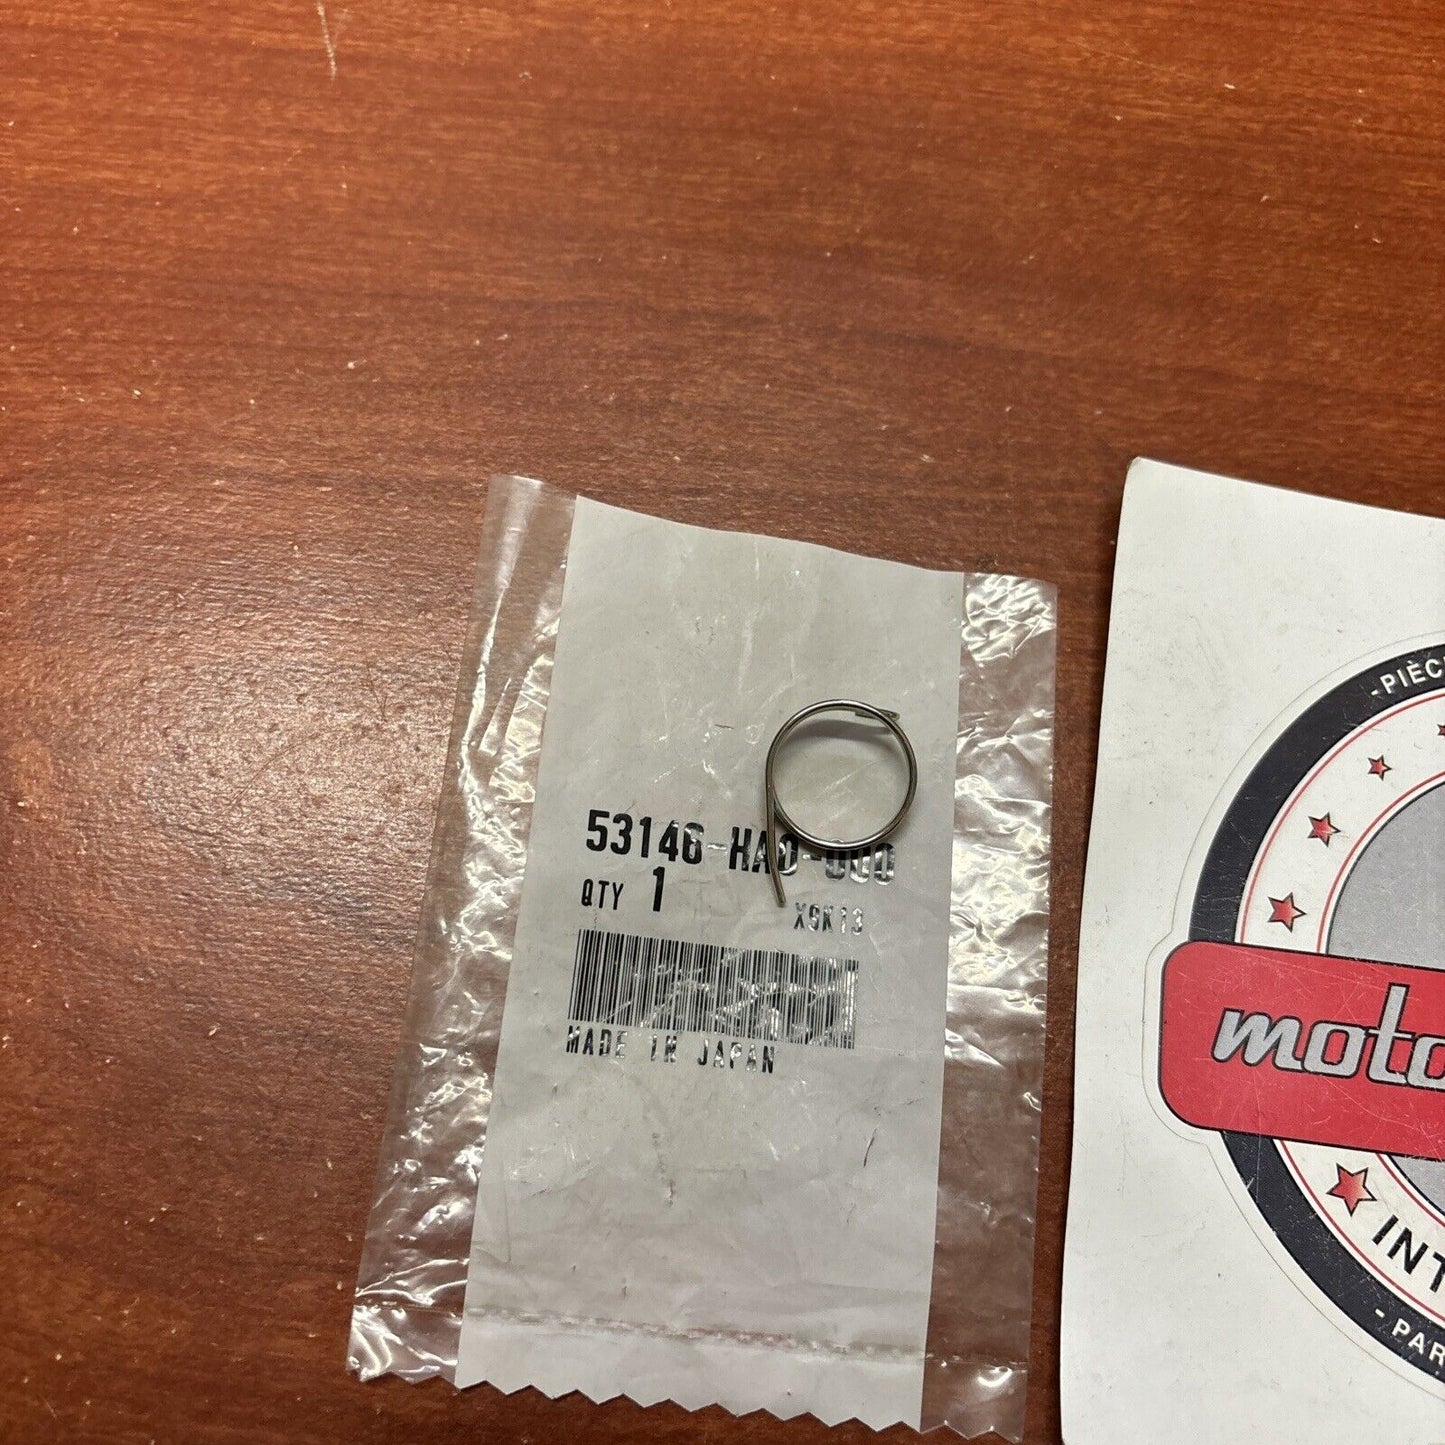 53146-HA0-000
QTY 1
X9K13
MADE IN JAPAN
- PIÈC
moto
INT
- PAR